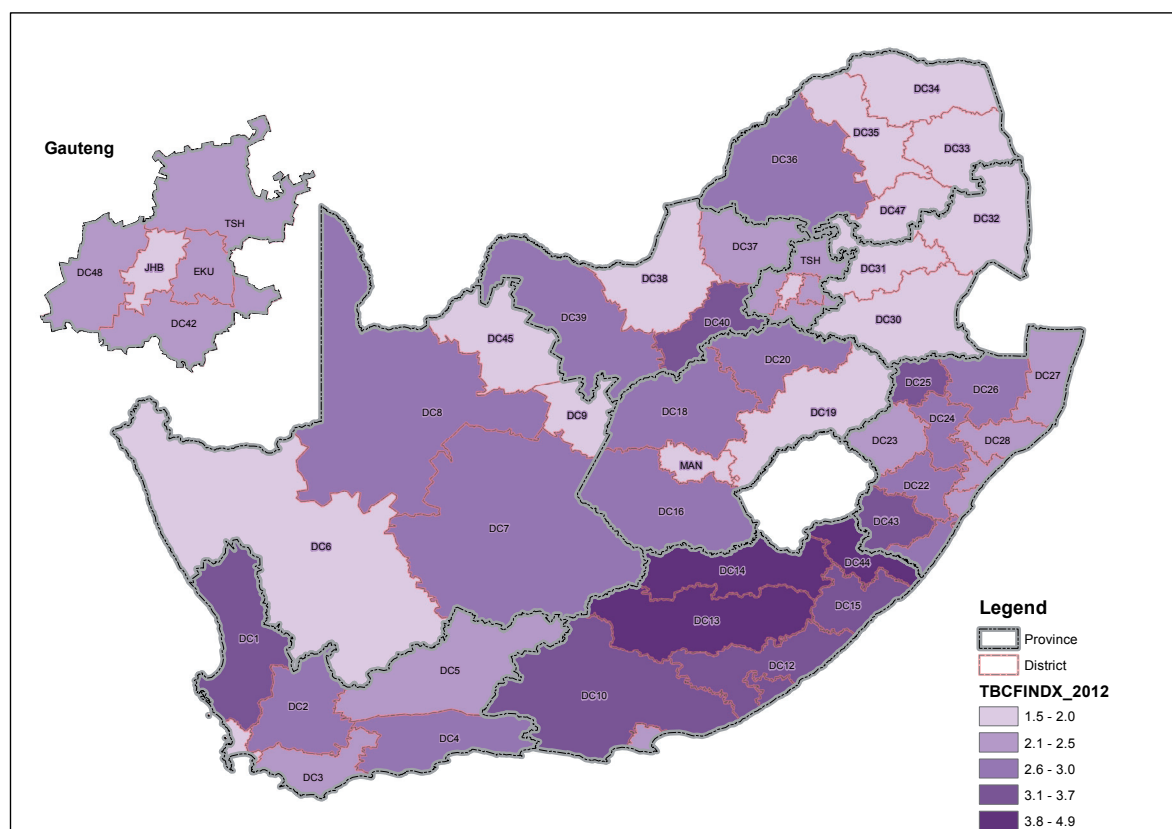 DC34
DC35
DC33
DC36
DC47
DC32
Gauteng
TSH
DC48
JHB
EKU
DC42
DC37
TSH
DC38
DC31
DC39
DC40
DC30
DC45
DC20
DC27
DC25
DC26
DC8
DC9
DC18
DC19
DC24
DC23
DC28
MAN
DC22
DC16
DC43
DC7
DC6
DC14
DC44
DC15
DC13
DC1
DC12
DC5
DC10
DC2
DC4
DC3
Legend
Province
District
TBCFINDX_2012
1.5 - 2.0
2.1 - 2.5
2.6 - 3.0
3.1 - 3.7
3.8 - 4.9